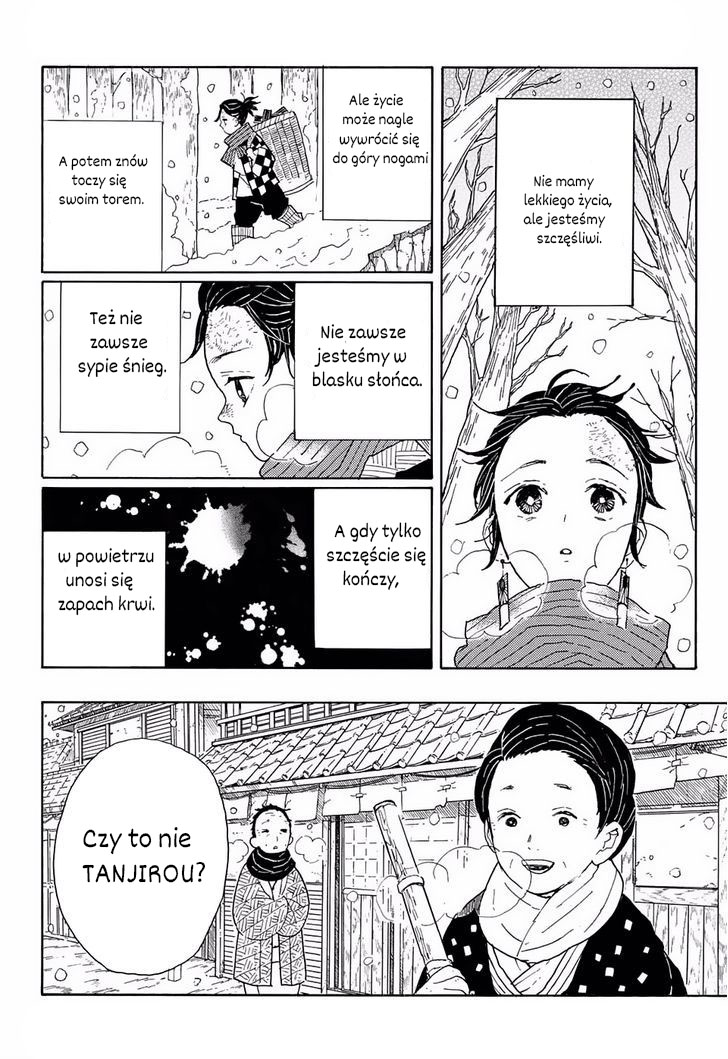 Nie mamy
lekkiego życia,
ale jesteśmy
szczęśliwi.
Ale życie
może nagle
wywrócić się
do góry nogami
A potem znów
toczy się
swoim torem.
Nie zawsze
jesteśmy w
blasku słońca.
Też nie
zawsze
sypie śnieg.
A gdy tylko
szczęście się
kończy,
w powietrzu
unosi się
zapach krwi.
Czy to nie
TANJIROU?